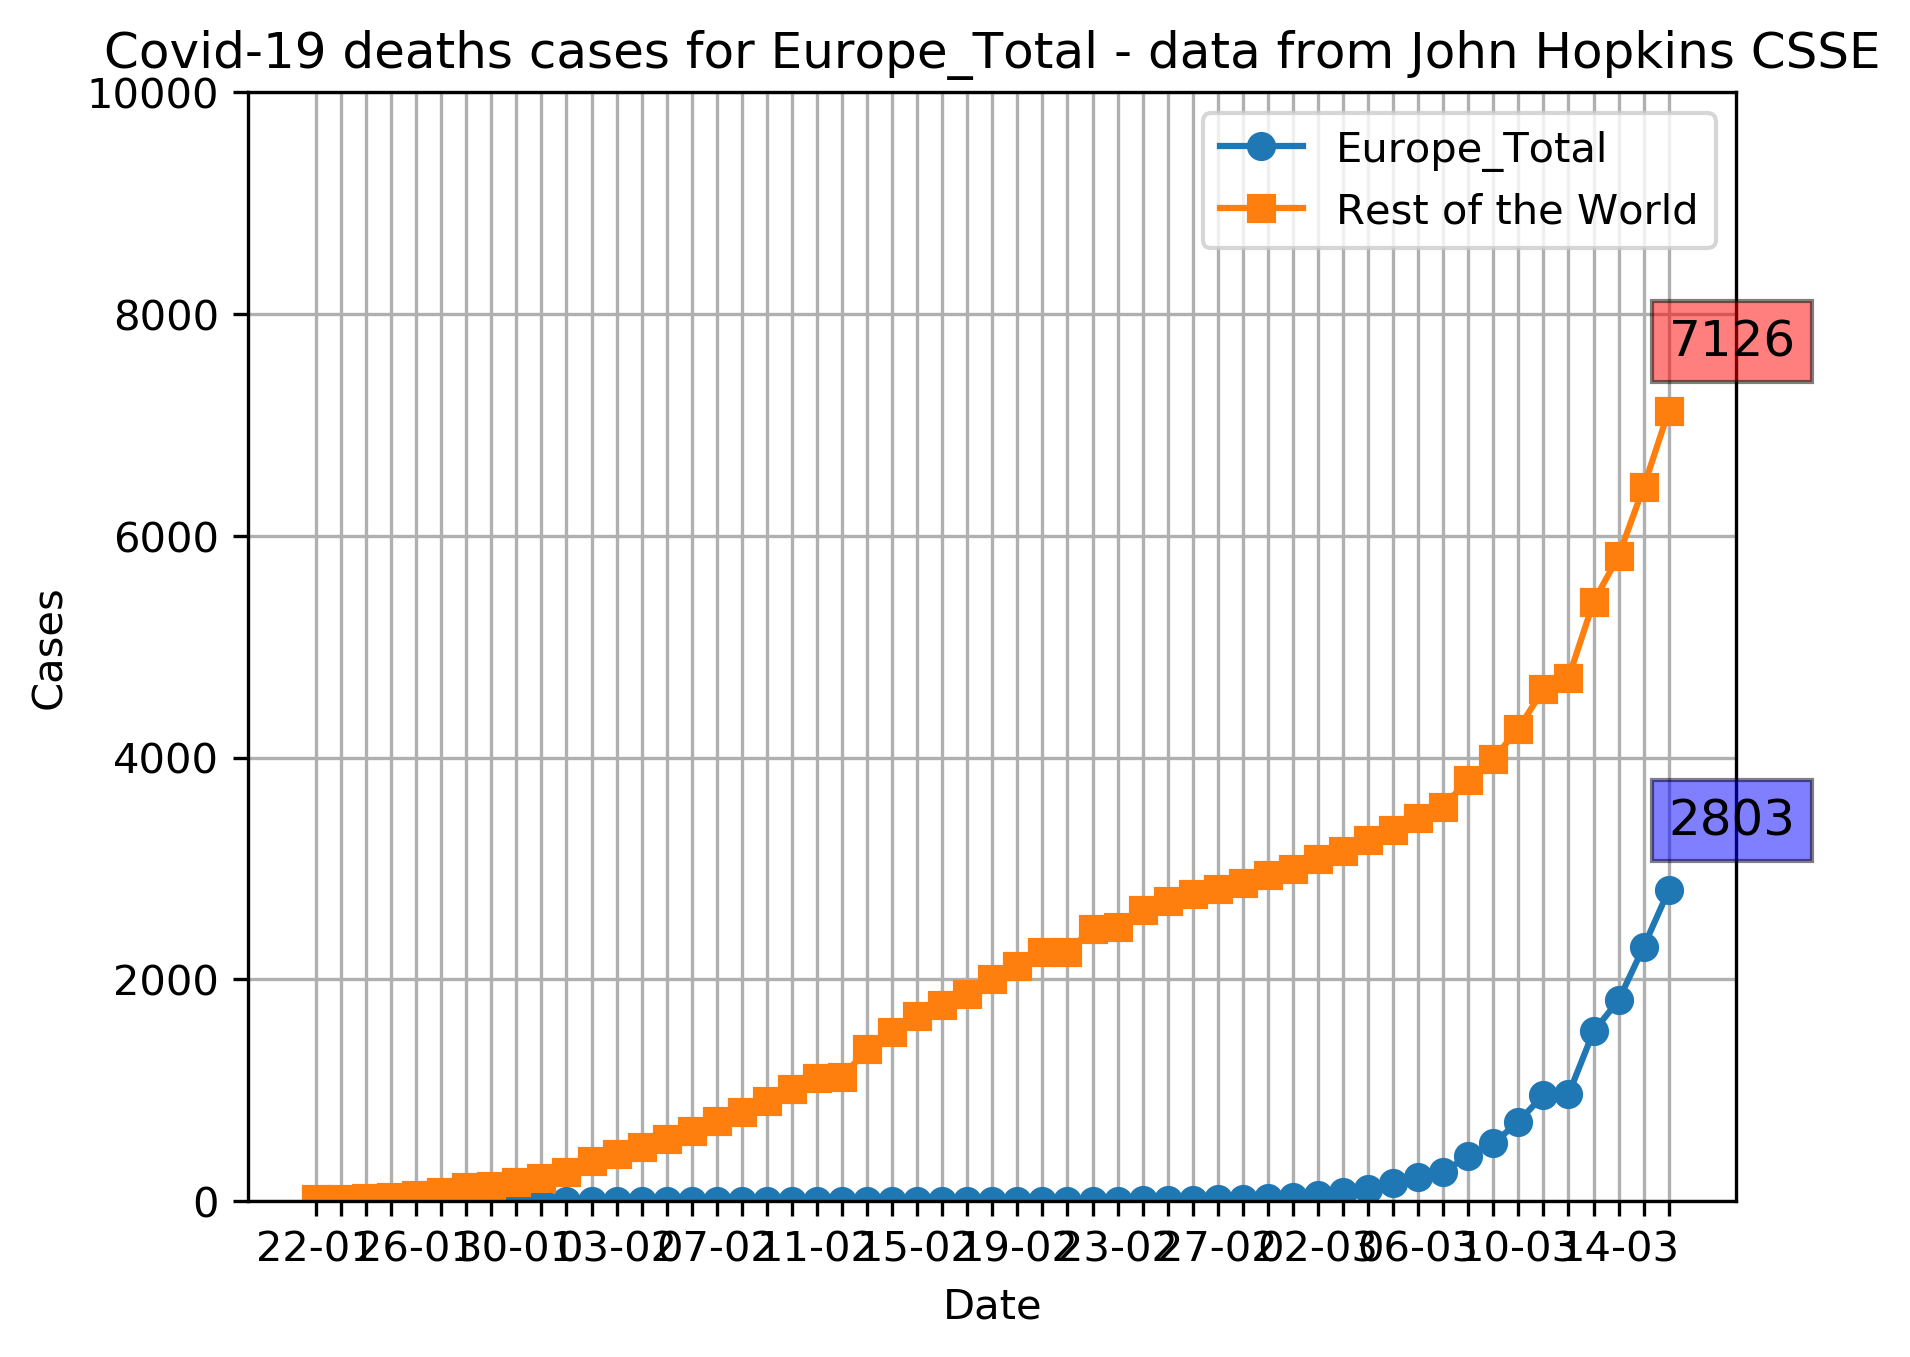 Covid-19 deaths cases for Europe_Total - data from John Hopkins CSSE
10000
8000
6000
4000
2000
0
Cases
Europe_Total
Rest of the World
7126
2803
22-01 26-01 30-01 03-02 07-02 11-02 15-02 19-02 23-02 27-02 02-03 06-03 10-03 14-03
Date